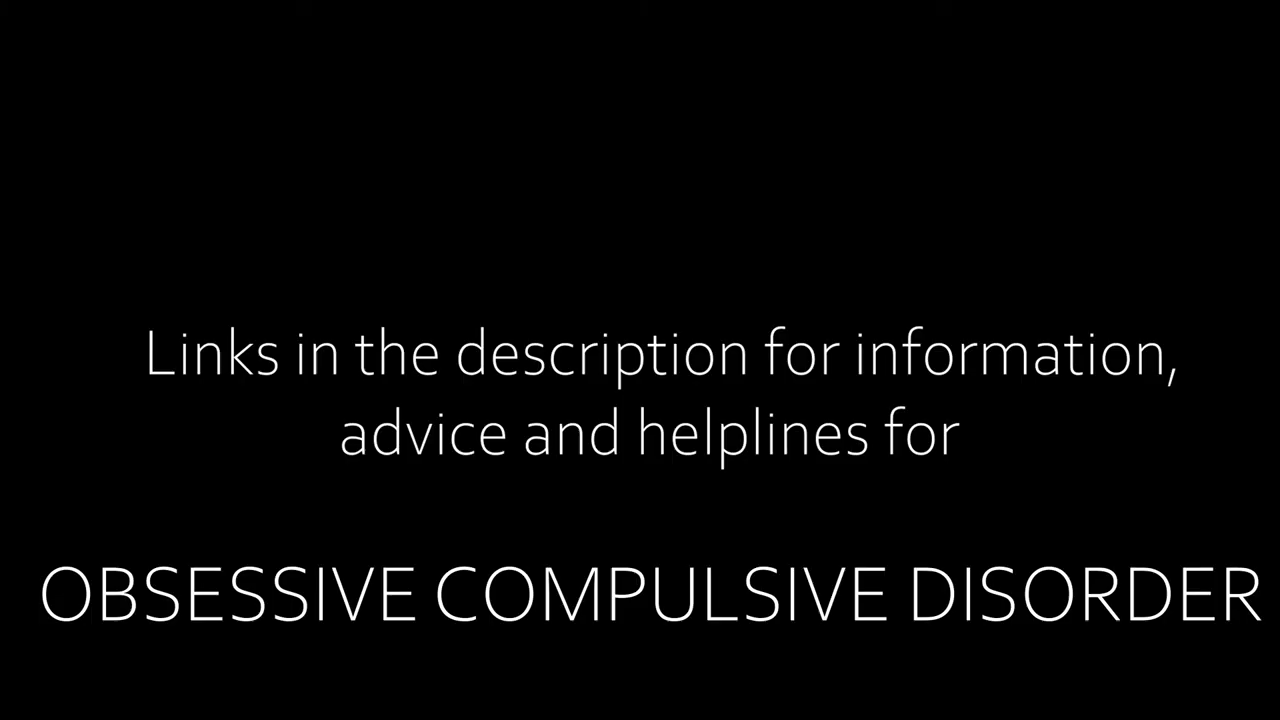 Links in the description for information,
advice and helplines for
OBSESSIVE COMPULSIVE DISORDER